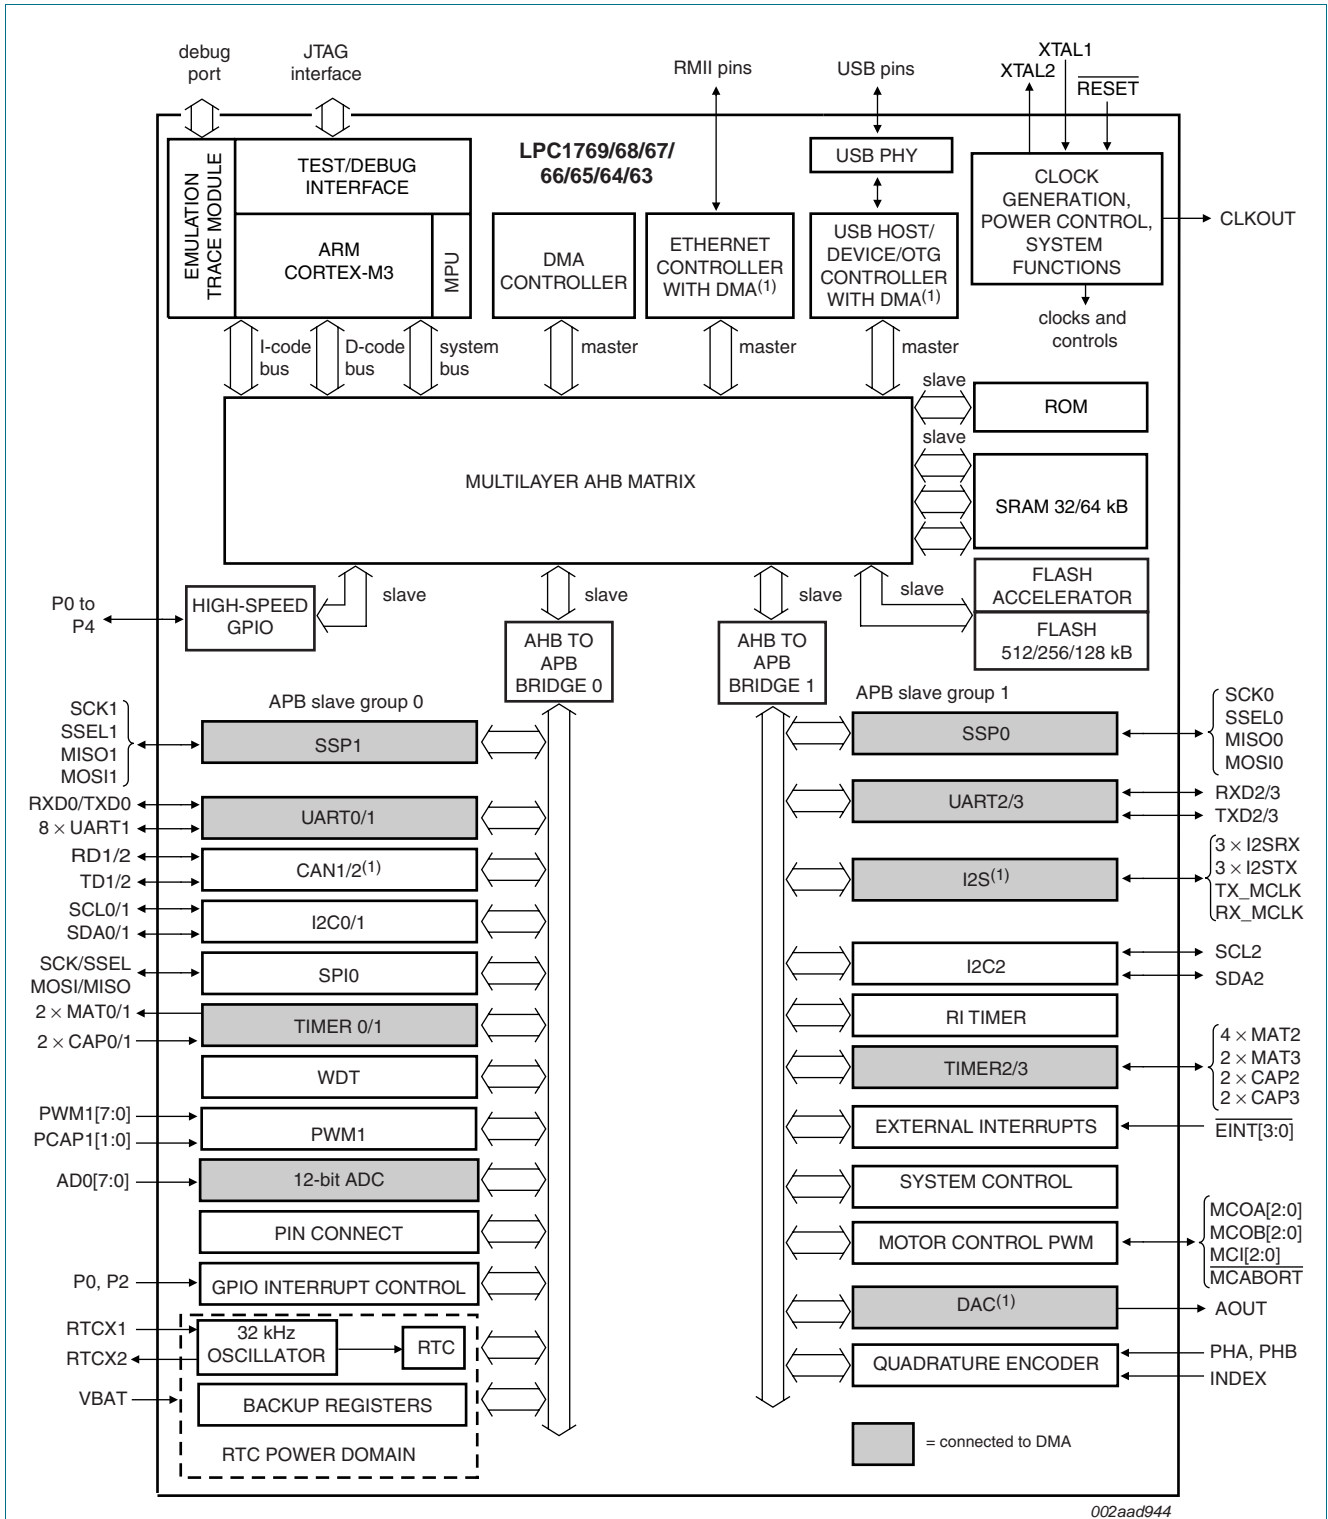 debug
port
JTAG
interface
RMII pins
USB pins
XTAL1
XTAL2
RESET
EMULATION
TRACE MODULE
TEST/DEBUG
INTERFACE
LPC1769/68/67/
66/65/64/63
USB PHY
CLOCK
GENERATION,
POWER CONTROL,
SYSTEM
FUNCTIONS
CLKOUT
ARM
CORTEX-M3
MPU
DMA
CONTROLLER
ETHERNET
CONTROLLER
WITH DMA(1)
USB HOST/
DEVICE/OTG
CONTROLLER
WITH DMA(1)
clocks and
controls
I-code
bus
D-code
bus
system
bus
master
master
master
slave
ROM
slave
MULTILAYER AHB MATRIX
SRAM 32/64 kB
P0 to
P4
HIGH-SPEED
GPIO
slave
slave
slave
slave
FLASH
ACCELERATOR
FLASH
512/256/128 kB
AHB TO
APB
BRIDGE 0
AHB TO
APB
BRIDGE 1
APB slave group 0
APB slave group 1
SCK1
SSEL1
MISO1
MOSI1
SSP1
SSP0
SCK0
SSEL0
MISO0
MOSI0
RXD0/TXD0
8 × UART1
UART0/1
UART2/3
RXD2/3
TXD2/3
RD1/2
TD1/2
CAN1/2(1)
I2S(1)
3 × I2SRX
3 × I2STX
TX_MCLK
RX_MCLK
SCL0/1
SDA0/1
I2C0/1
I2C2
SCL2
SDA2
SCK/SSEL
MOSI/MISO
SPI0
RI TIMER
2 × MAT0/1
2 × CAP0/1
TIMER 0/1
TIMER2/3
4 × MAT2
2 × MAT3
2 × CAP2
2 × CAP3
WDT
PWM1[7:0]
PCAP1[1:0]
PWM1
EXTERNAL INTERRUPTS
EINT[3:0]
AD0[7:0]
12-bit ADC
SYSTEM CONTROL
PIN CONNECT
MOTOR CONTROL PWM
MCOA[2:0]
MCOB[2:0]
MCI[2:0]
MCABORT
P0, P2
GPIO INTERRUPT CONTROL
DAC(1)
AOUT
RTCX1
RTCX2
32 kHz
OSCILLATOR
RTC
QUADRATURE ENCODER
PHA, PHB
INDEX
VBAT
BACKUP REGISTERS
RTC POWER DOMAIN
= connected to DMA
002aad944